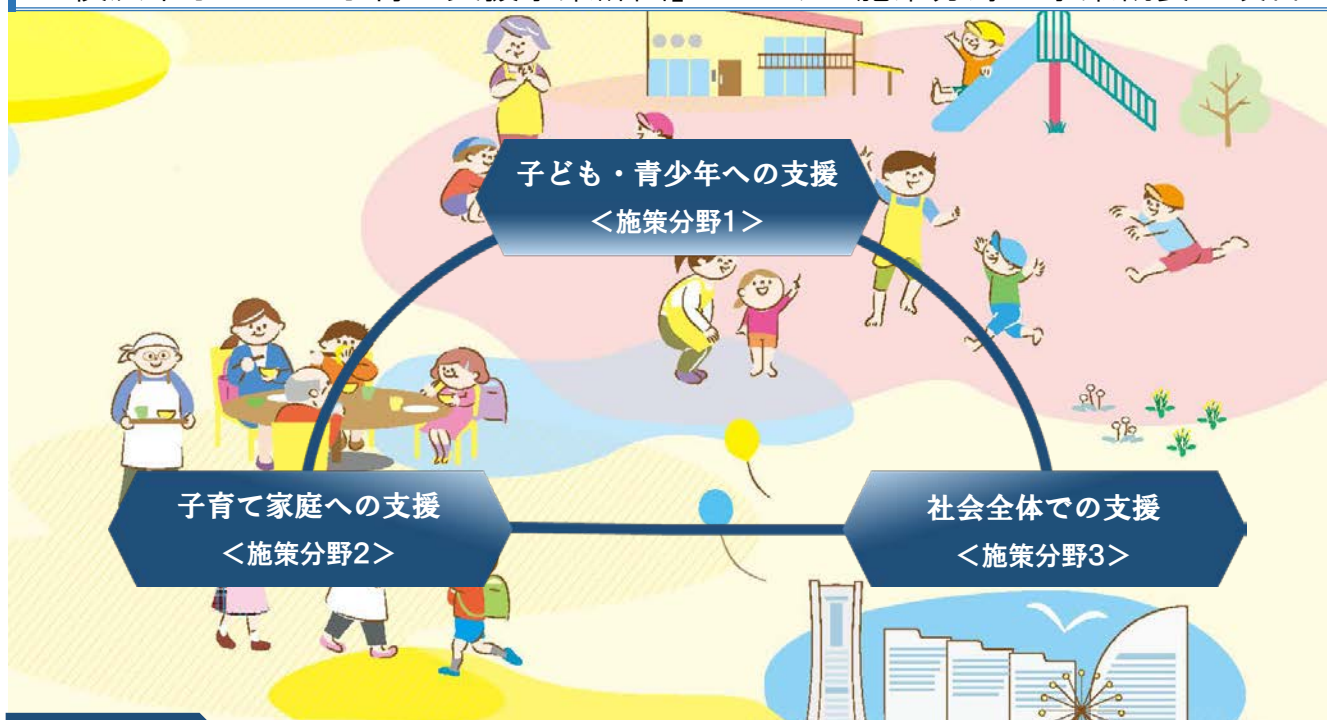 子ども・青少年への支援
<施策分野1>
子育て家庭への支援
<施策分野2>
社会全体での支援
<施策分野3>